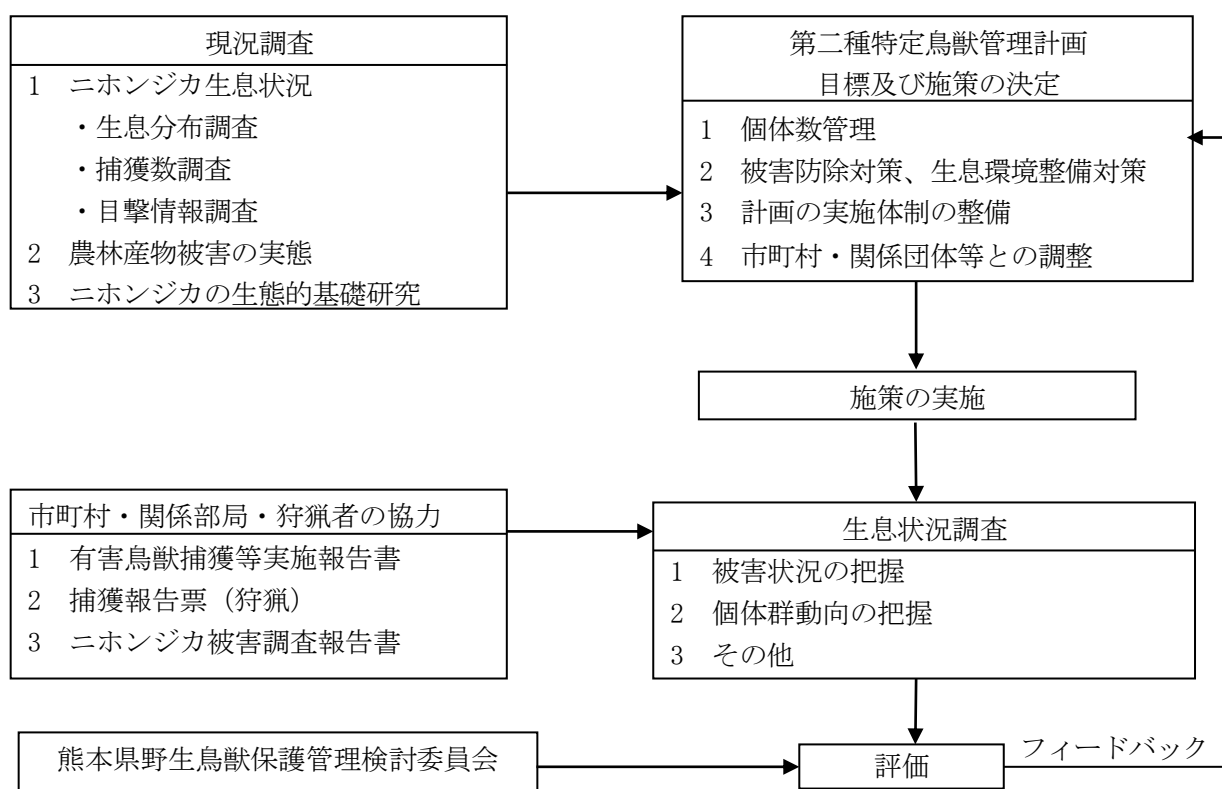 現況調査
1 ニホンジカ生息状況
・生息分布調査
・捕獲数調査
・目撃情報調査
2 農林産物被害の実態
3 ニホンジカの生態的基礎研究
第二種特定鳥獣管理計画
目標及び施策の決定
1 個体数管理
2 被害防除対策、生息環境整備対策
3 計画の実施体制の整備
4 市町村・関係団体等との調整
施策の実施
市町村・関係部局・狩猟者の協力
1 有害鳥獣捕獲等実施報告書
2 捕獲報告票（狩猟）
3 ニホンジカ被害調査報告書
生息状況調査
1 被害状況の把握
2 個体群動向の把握
3 その他
熊本県野生鳥獣保護管理検討委員会
評価
フィードバック